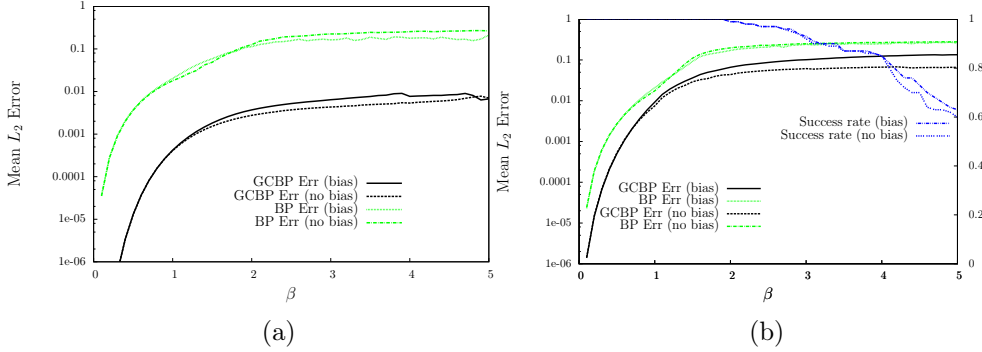 1
0.1
0.01
0.001
0.0001
1e-05
1e-06
Mean L₂ Error
GCBP Err (bias)
GCBP Err (no bias)
BP Err (bias)
BP Err (no bias)
0 1 2 3 4 5
β
(a)
1
0.1
0.01
0.001
0.0001
1e-05
1e-06
Mean L₂ Error
Success rate (bias)
Success rate (no bias)
GCBP Err (bias)
BP Err (bias)
GCBP Err (no bias)
BP Err (no bias)
1
0.8
0.6
0.4
0.2
0
0 1 2 3 4 5
β
(b)